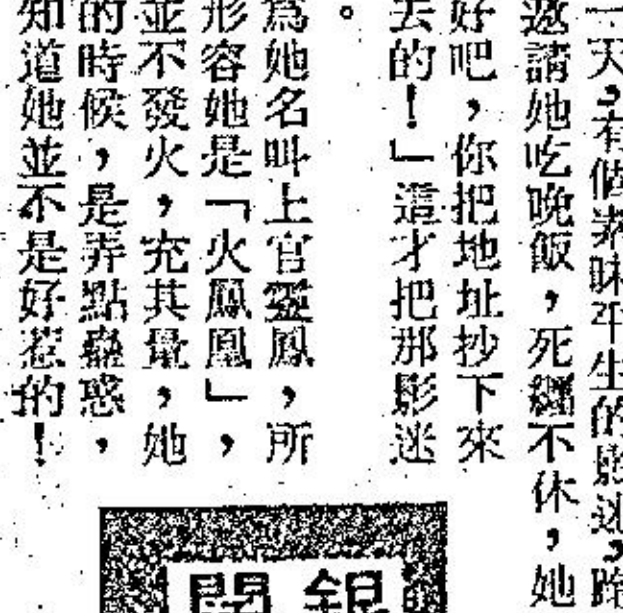 一天,有個素昧平生的影迷,跑
邀請她吃晚飯,死纏不休,她
好吧,你把地址抄下來
去的!」這才把那影迷
。
為她名叫上官靈鳳,所
形容她是「火鳳凰」,
並不發火,充其量,她
的時候,是弄點蠱惑,
知道她並不是好惹的!
銀